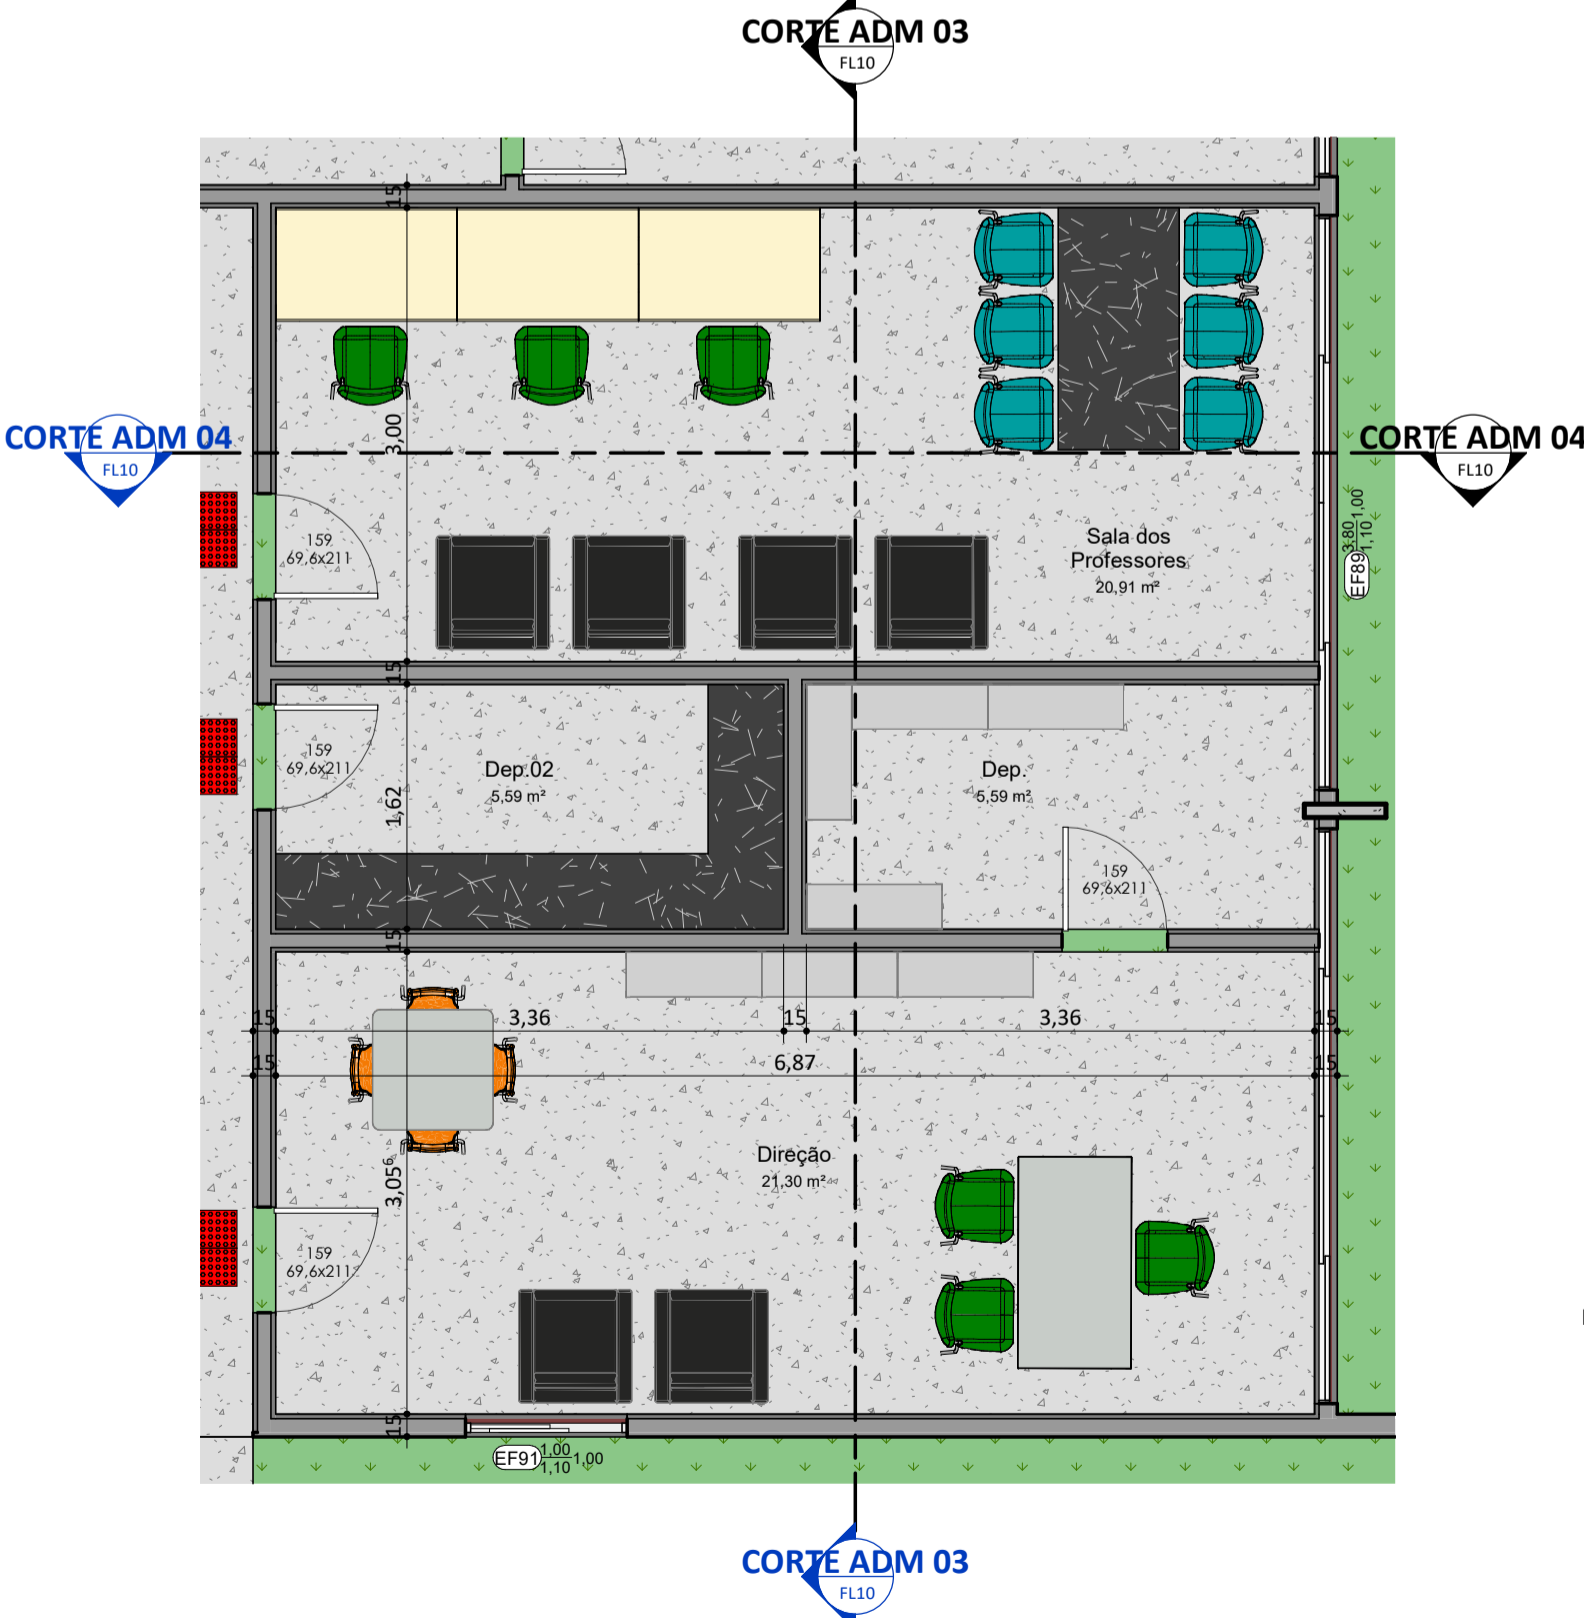 CORTE ADM 03
FL10
15
CORTE ADM 04
FL10
3,00
CORTE ADM 04
FL10
159
69,6x211
Sala dos
Professores
20,91 m²
EF89
3,80
1,10
1,00
15
159
69,6x211
Dep.02
5,59 m²
1,62
Dep.
5,59 m²
159
69,6x211
15
15
3,36
15
3,36
15
15
6,87
15
Direção
21,30 m²
3,05⁶
159
69,6x211
15
EF91
1,00
1,10
1,00
CORTE ADM 03
FL10